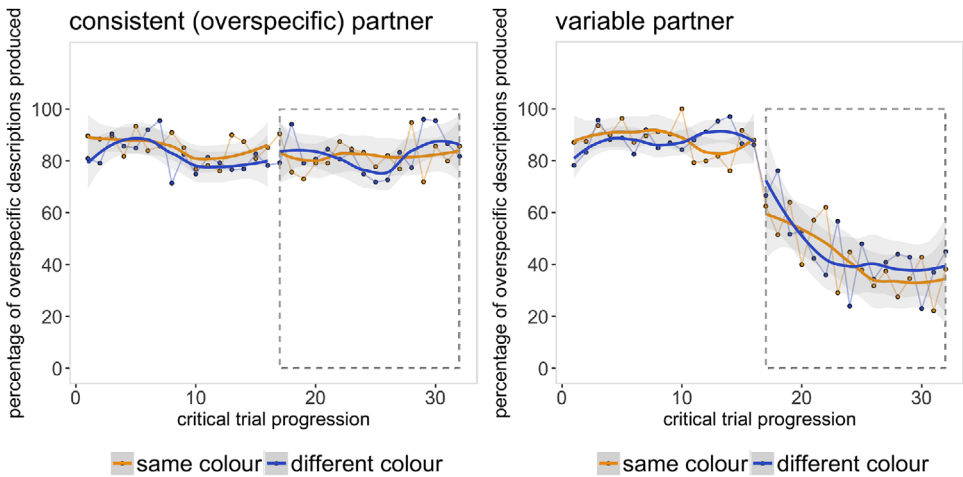 consistent (overspecific) partner
percentage of overspecific descriptions produced
100
80
60
40
20
0
0 10 20 30
critical trial progression
same colour different colour
variable partner
percentage of overspecific descriptions produced
100
80
60
40
20
0
0 10 20 30
critical trial progression
same colour different colour